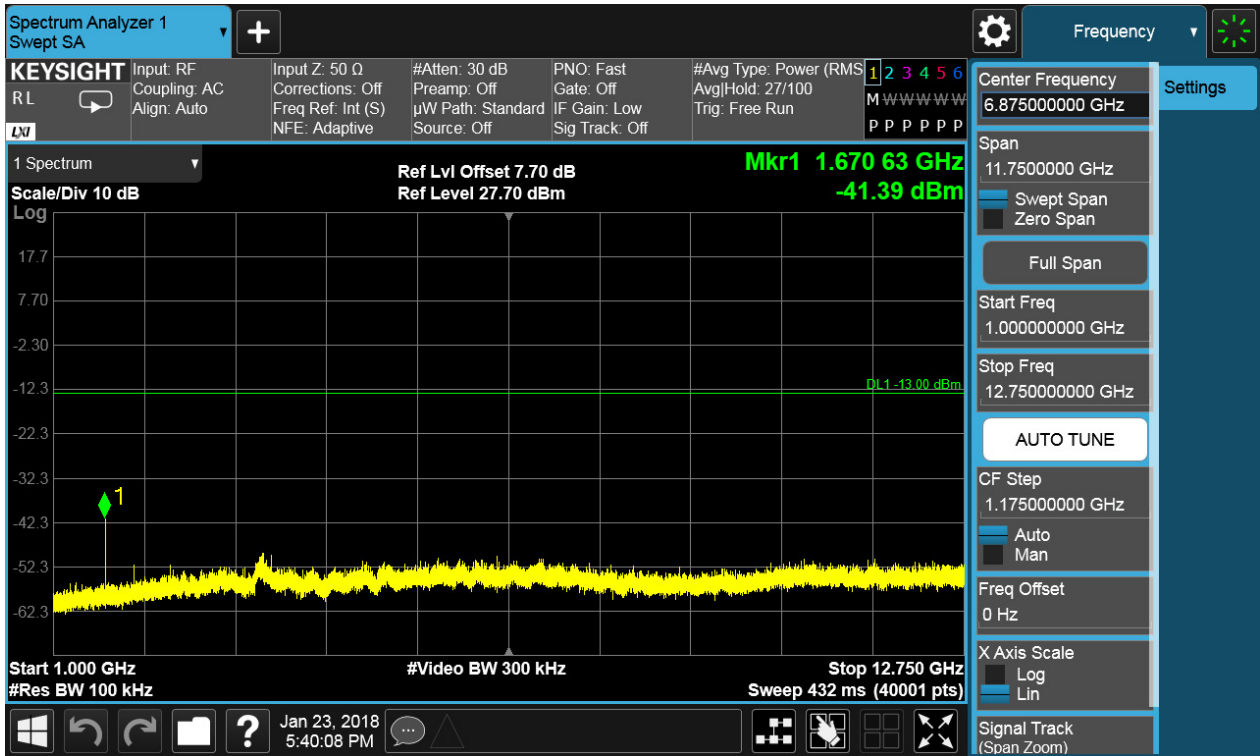 Spectrum Analyzer 1
Swept SA
+
Frequency
KEYSIGHT
RL
LXI
Input: RF
Coupling: AC
Align: Auto
Input Z: 50 Ω
Corrections: Off
Freq Ref: Int (S)
NFE: Adaptive
#Atten: 30 dB
Preamp: Off
µW Path: Standard
Source: Off
PNO: Fast
Gate: Off
IF Gain: Low
Sig Track: Off
#Avg Type: Power (RMS
Avg|Hold: 27/100
Trig: Free Run
1 2 3 4 5 6
M W W W W W
P P P P P P
1 Spectrum
Scale/Div 10 dB
Log
Ref Lvl Offset 7.70 dB
Ref Level 27.70 dBm
Mkr1 1.670 63 GHz
-41.39 dBm
17.7
7.70
-2.30
-12.3
-22.3
-32.3
-42.3
-52.3
-62.3
DL1 -13.00 dBm
1
Start 1.000 GHz
#Res BW 100 kHz
#Video BW 300 kHz
Stop 12.750 GHz
Sweep 432 ms (40001 pts)
Center Frequency
6.875000000 GHz
Span
11.7500000 GHz
Swept Span
Zero Span
Full Span
Start Freq
1.000000000 GHz
Stop Freq
12.750000000 GHz
AUTO TUNE
CF Step
1.175000000 GHz
Auto
Man
Freq Offset
0 Hz
X Axis Scale
Log
Lin
Signal Track
(Span Zoom)
Settings
?
Jan 23, 2018
5:40:08 PM